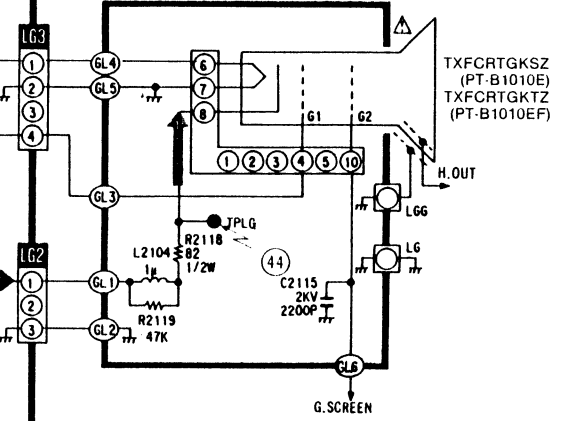 LG3
1
2
3
4
GL4
GL5
GL3
6
7
8
1 2 3 4 5 10
G1 G2
TXFCRTGKSZ
(PT-B1010E)
TXFCRTGKTZ
(PT-B1010EF)
H.OUT
LGG
LG
TPLG
44
R2118
82
1/2W
L2104
1μ
R2119
47K
LG2
1
2
3
GL1
GL2
C2115
2KV
2200P
GL6
G.SCREEN